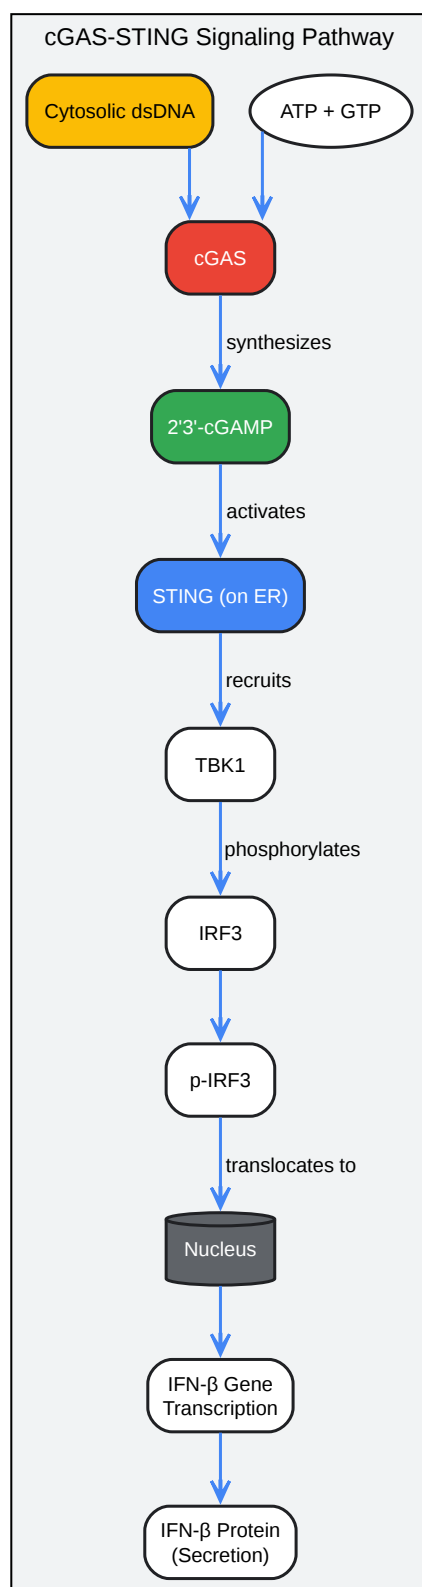 cGAS-STING Signaling Pathway
Cytosolic dsDNA
ATP + GTP
cGAS
synthesizes
2'3'-cGAMP
activates
STING (on ER)
recruits
TBK1
phosphorylates
IRF3
p-IRF3
translocates to
Nucleus
IFN-β Gene
Transcription
IFN-β Protein
(Secretion)